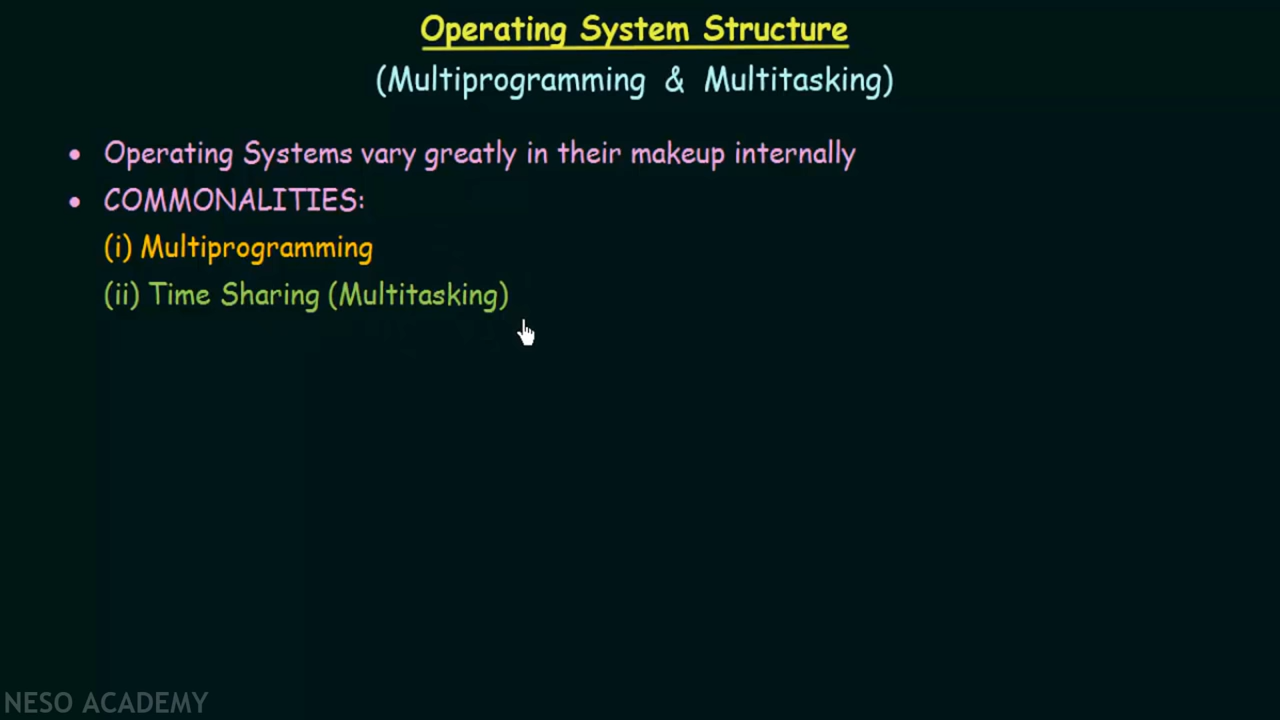 Operating System Structure
(Multiprogramming & Multitasking)
• Operating Systems vary greatly in their makeup internally
• COMMONALITIES:
(i) Multiprogramming
(ii) Time Sharing (Multitasking)
NESO ACADEMY